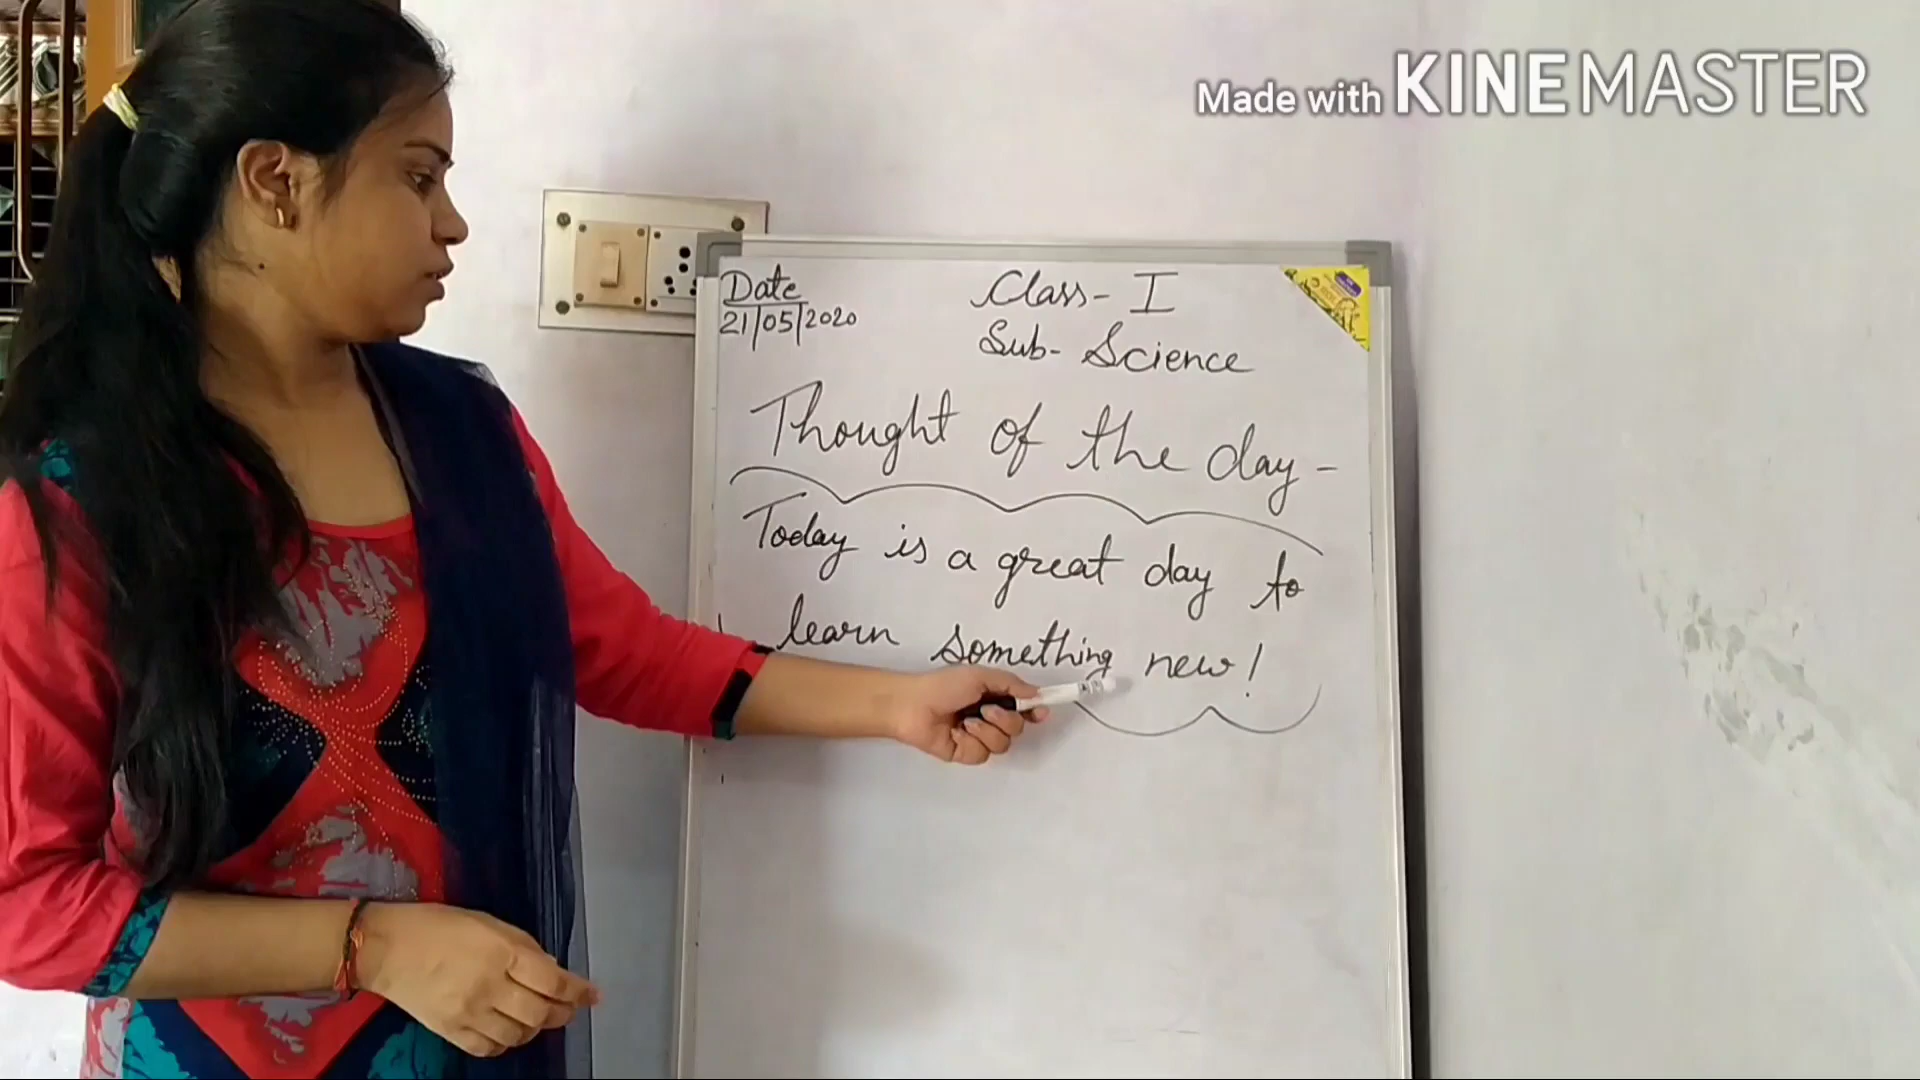 Made with KINEMASTER
Date
21/05/2020
Class - I
Sub - Science
Thought of the day -
Today is a great day to
learn something new!